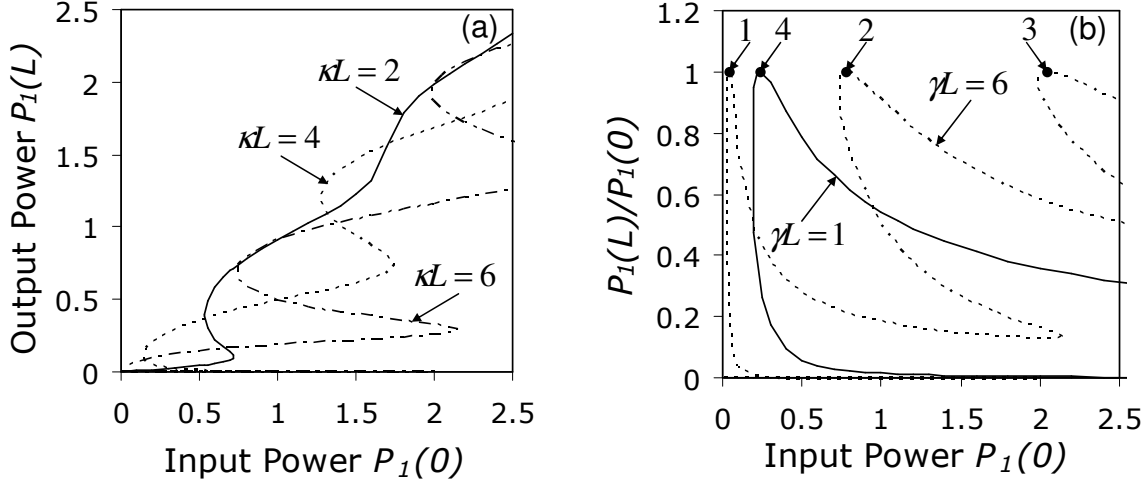 (a)
Output Power P₁(L)
2.5
2
1.5
1
0.5
0
κL = 2
κL = 4
κL = 6
0 0.5 1 1.5 2 2.5
Input Power P₁(0)
(b)
P₁(L)/P₁(0)
1.2
1
0.8
0.6
0.4
0.2
0
1 4 2 3
γL = 6
γL = 1
0 0.5 1 1.5 2 2.5
Input Power P₁(0)